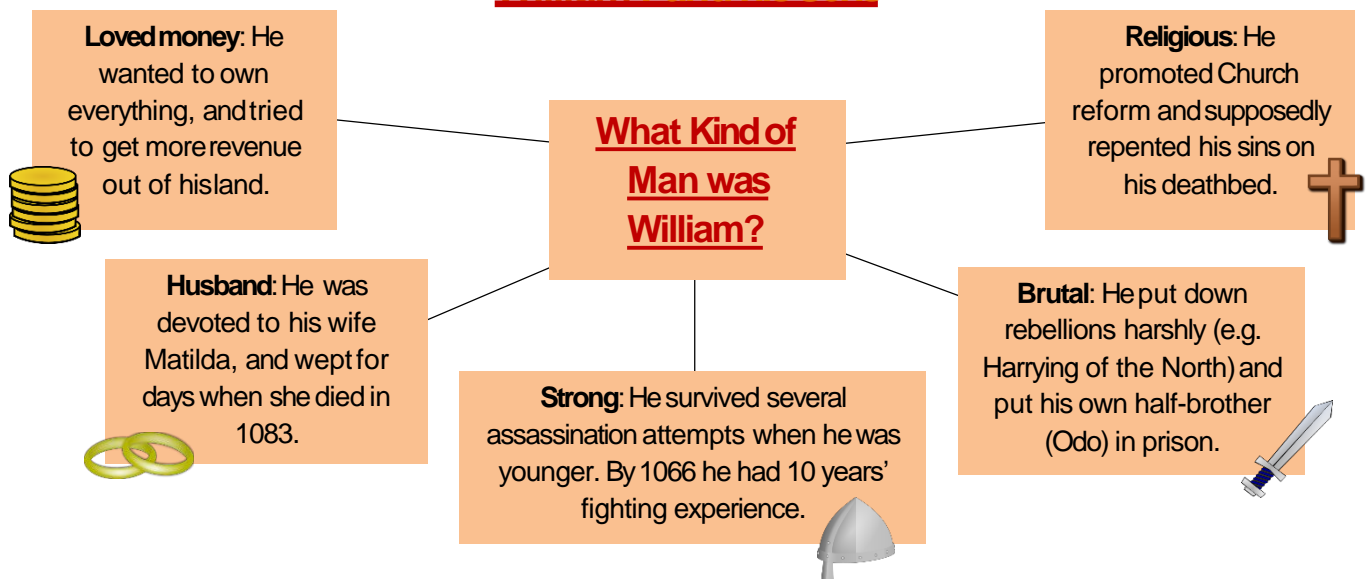 Loved money: He
wanted to own
everything, and tried
to get more revenue
out of his land.
What Kind of
Man was
William?
Religious: He
promoted Church
reform and supposedly
repented his sins on
his deathbed.
Husband: He was
devoted to his wife
Matilda, and wept for
days when she died in
1083.
Strong: He survived several
assassination attempts when he was
younger. By 1066 he had 10 years’
fighting experience.
Brutal: He put down
rebellions harshly (e.g.
Harrying of the North) and
put his own half-brother
(Odo) in prison.